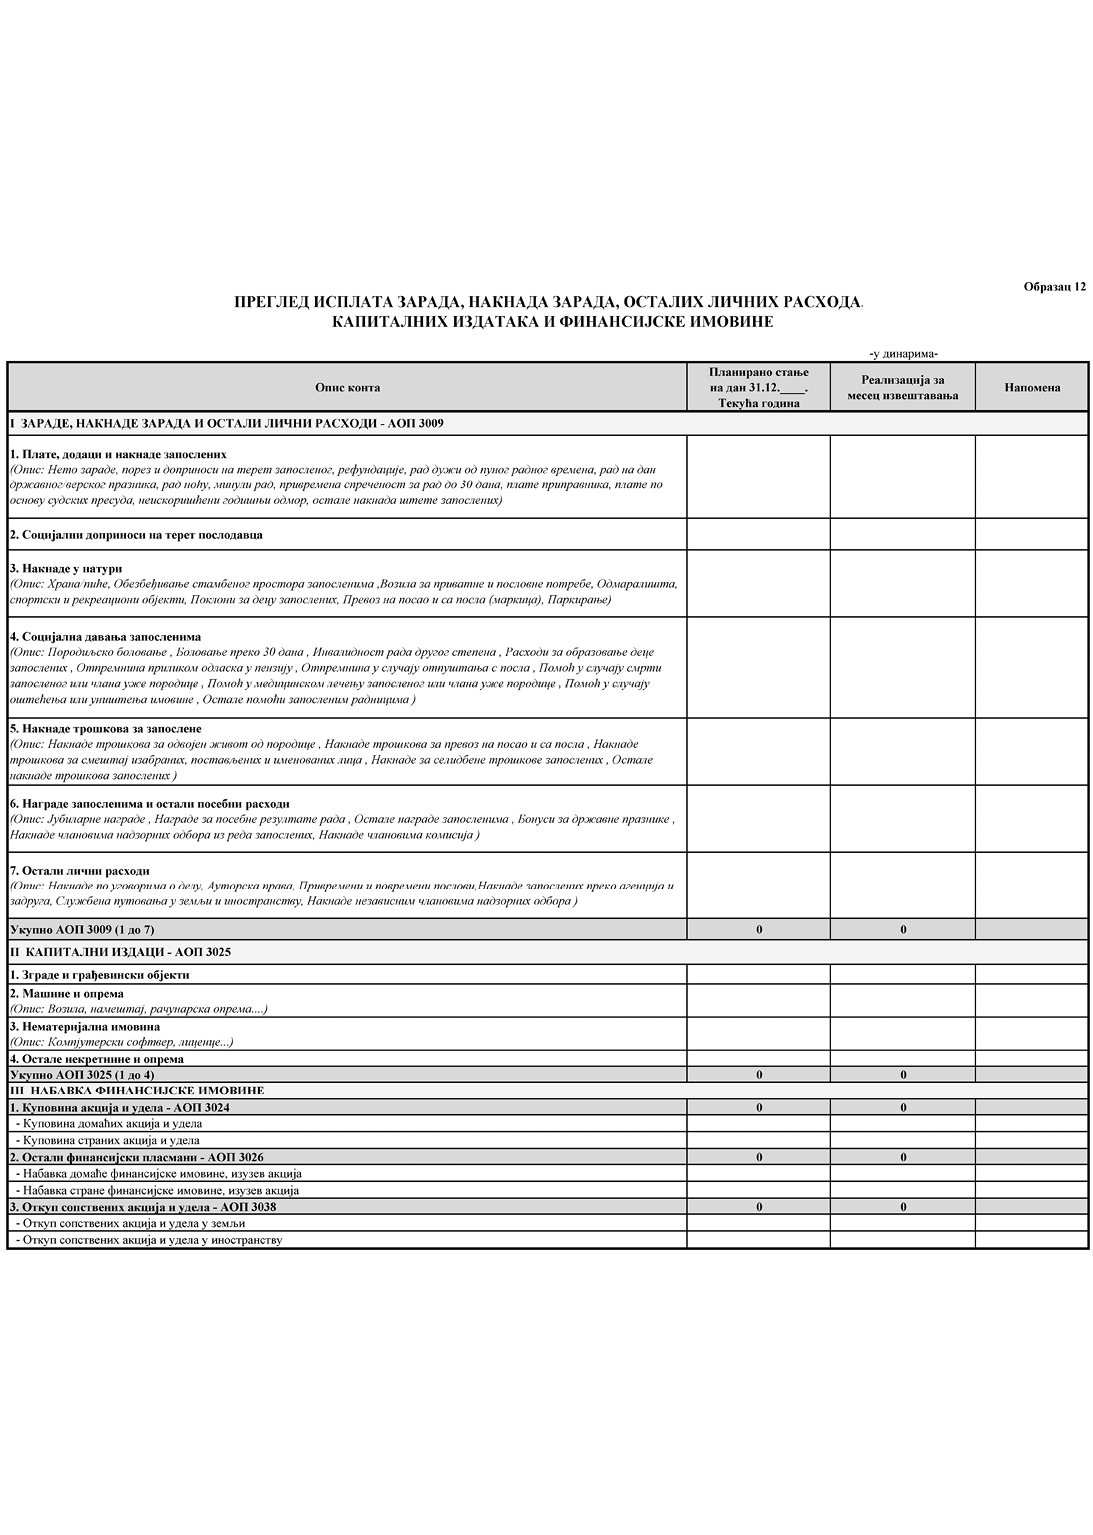 Образац 12
ПРЕГЛЕД ИСПЛАТА ЗАРАДА, НАКНАДА ЗАРАДА, ОСТАЛИХ ЛИЧНИХ РАСХОДА,
КАПИТАЛНИХ ИЗДАТАКА И ФИНАНСИЈСКЕ ИМОВИНЕ
-у динарима-
Опис конта
Планирано стање
на дан 31.12.____.
Текућа година
Реализација за
месец извештавања
Напомена
I ЗАРАДЕ, НАКНАДЕ ЗАРАДА И ОСТАЛИ ЛИЧНИ РАСХОДИ - АОП 3009
1. Плате, додаци и накнаде запослених
(Опис: Нето зараде, порез и доприноси на терет запосленог, рефундације, рад дужи од пуног радног времена, рад на дан
државног/верског празника, рад ноћу, минули рад, привремена спреченост за рад до 30 дана, плате приправника, плате по
основу судских пресуда, неискоришћени годишњи одмор, остале накнада штете запослених)
2. Социјални доприноси на терет послодавца
3. Накнаде у натури
(Опис: Храна/пиће, Обезбеђивање стамбеног простора запосленима ,Возила за приватне и пословне потребе, Одмаралишта,
спортски и рекреациони објекти, Поклони за децу запослених, Превоз на посао и са посла (маркица), Паркирање)
4. Социјална давања запосленима
(Опис: Породиљско боловање , Боловање преко 30 дана , Инвалидност рада другог степена , Расходи за образовање деце
запослених , Отпремнина приликом одласка у пензију , Отпремнина у случају отпуштања с посла , Помоћ у случају смрти
запосленог или члана уже породице , Помоћ у медицинском лечењу запосленог или члана уже породице , Помоћ у случају
оштећења или уништења имовине , Остале помоћи запосленим радницима )
5. Накнаде трошкова за запослене
(Опис: Накнаде трошкова за одвојен живот од породице , Накнаде трошкова за превоз на посао и са посла , Накнаде
трошкова за смештај изабраних, постављених и именованих лица , Накнаде за селидбене трошкове запослених , Остале
накнаде трошкова запослених )
6. Награде запосленима и остали посебни расходи
(Опис: Јубиларне награде , Награде за посебне резултате рада , Остале награде запосленима , Бонуси за државне празнике ,
Накнаде члановима надзорних одбора из реда запослених, Накнаде члановима комисија )
7. Остали лични расходи
(Опис: Накнаде по уговорима о делу, Ауторска права, Привремени и повремени послови,Накнаде запослених преко агенција и
задруга, Службена путовања у земљи и иностранству, Накнаде независним члановима надзорних одбора )
Укупно АОП 3009 (1 до 7) 0 0
II КАПИТАЛНИ ИЗДАЦИ - АОП 3025
1. Зграде и грађевински објекти
2. Машине и опрема
(Опис: Возила, намештај, рачунарска опрема....)
3. Нематеријална имовина
(Опис: Компјутерски софтвер, лиценце...)
4. Остале некретнине и опрема
Укупно АОП 3025 (1 до 4) 0 0
III НАБАВКА ФИНАНСИЈСКЕ ИМОВИНЕ
1. Куповина акција и удела - АОП 3024 0 0
- Куповина домаћих акција и удела
- Куповина страних акција и удела
2. Остали финансијски пласмани - АОП 3026 0 0
- Набавка домаће финансијске имовине, изузев акција
- Набавка стране финансијске имовине, изузев акција
3. Откуп сопствених акција и удела - АОП 3038 0 0
- Откуп сопствених акција и удела у земљи
- Откуп сопствених акција и удела у иностранству